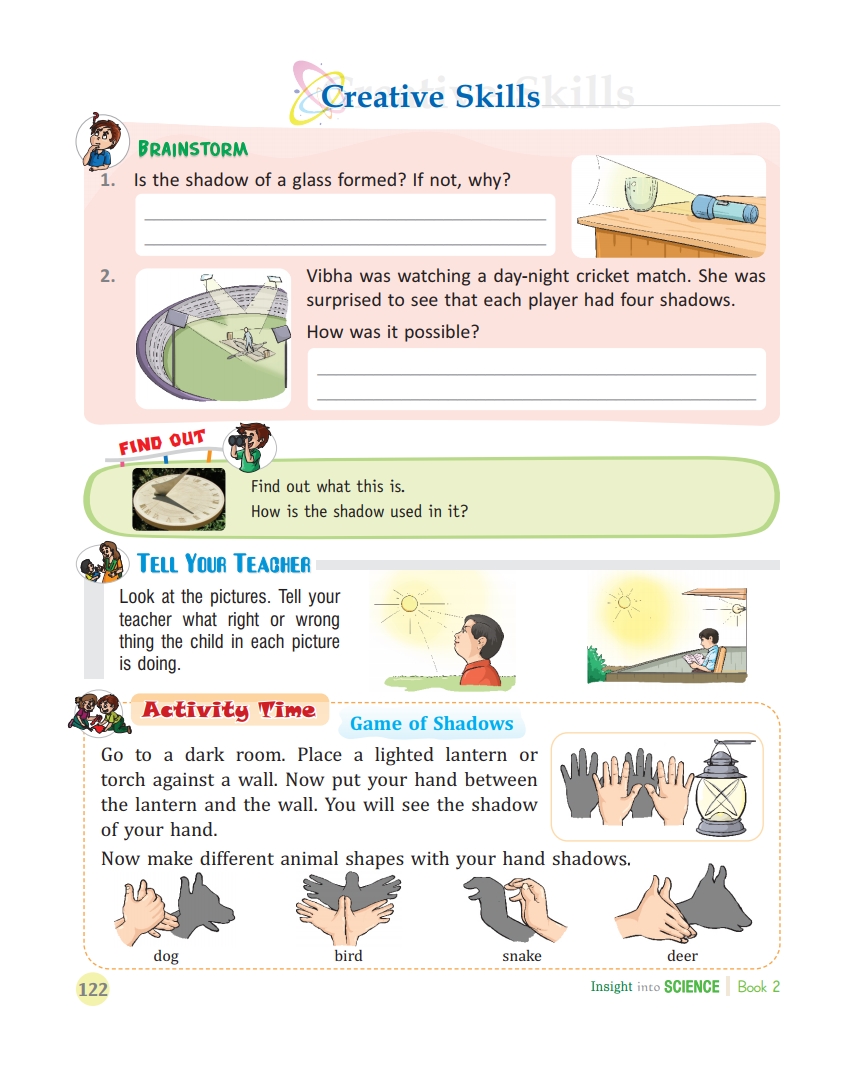 Creative Skills
BRAINSTORM
1. Is the shadow of a glass formed? If not, why?
2. Vibha was watching a day-night cricket match. She was
surprised to see that each player had four shadows.
How was it possible?
FIND OUT
Find out what this is.
How is the shadow used in it?
TELL YOUR TEACHER
Look at the pictures. Tell your
teacher what right or wrong
thing the child in each picture
is doing.
Activity Time
Game of Shadows
Go to a dark room. Place a lighted lantern or
torch against a wall. Now put your hand between
the lantern and the wall. You will see the shadow
of your hand.
Now make different animal shapes with your hand shadows.
dog bird snake deer
122 Insight into SCIENCE Book 2